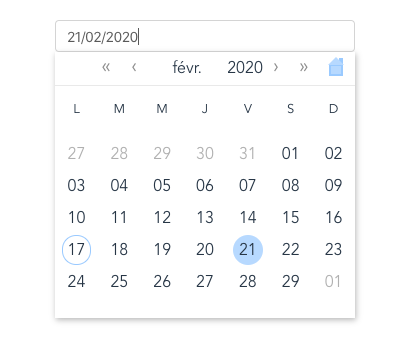 21/02/2020
« ‹ févr. 2020 › »
L M M J V S D
27 28 29 30 31 01 02
03 04 05 06 07 08 09
10 11 12 13 14 15 16
17 18 19 20 21 22 23
24 25 26 27 28 29 01